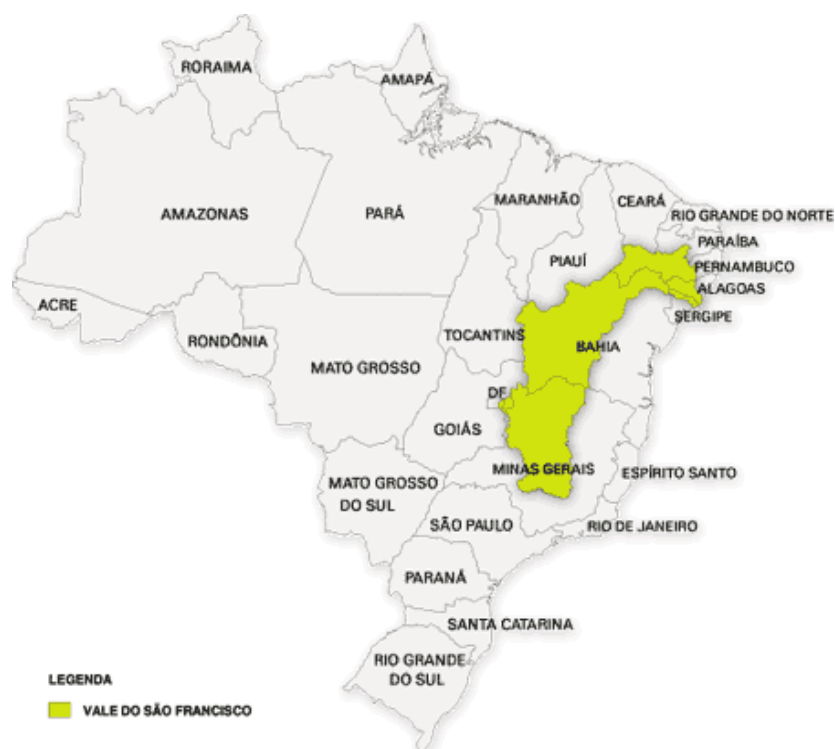 RORAIMA
AMAPÁ
AMAZONAS
PARÁ
MARANHÃO
CEARÁ
RIO GRANDE DO NORTE
PARAÍBA
PIAUÍ
PERNAMBUCO
ALAGOAS
SERGIPE
ACRE
RONDÔNIA
TOCANTINS
BAHIA
MATO GROSSO
DF
GOIÁS
MINAS GERAIS
ESPÍRITO SANTO
MATO GROSSO
DO SUL
SÃO PAULO
RIO DE JANEIRO
PARANÁ
SANTA CATARINA
RIO GRANDE
DO SUL
LEGENDA
VALE DO SÃO FRANCISCO